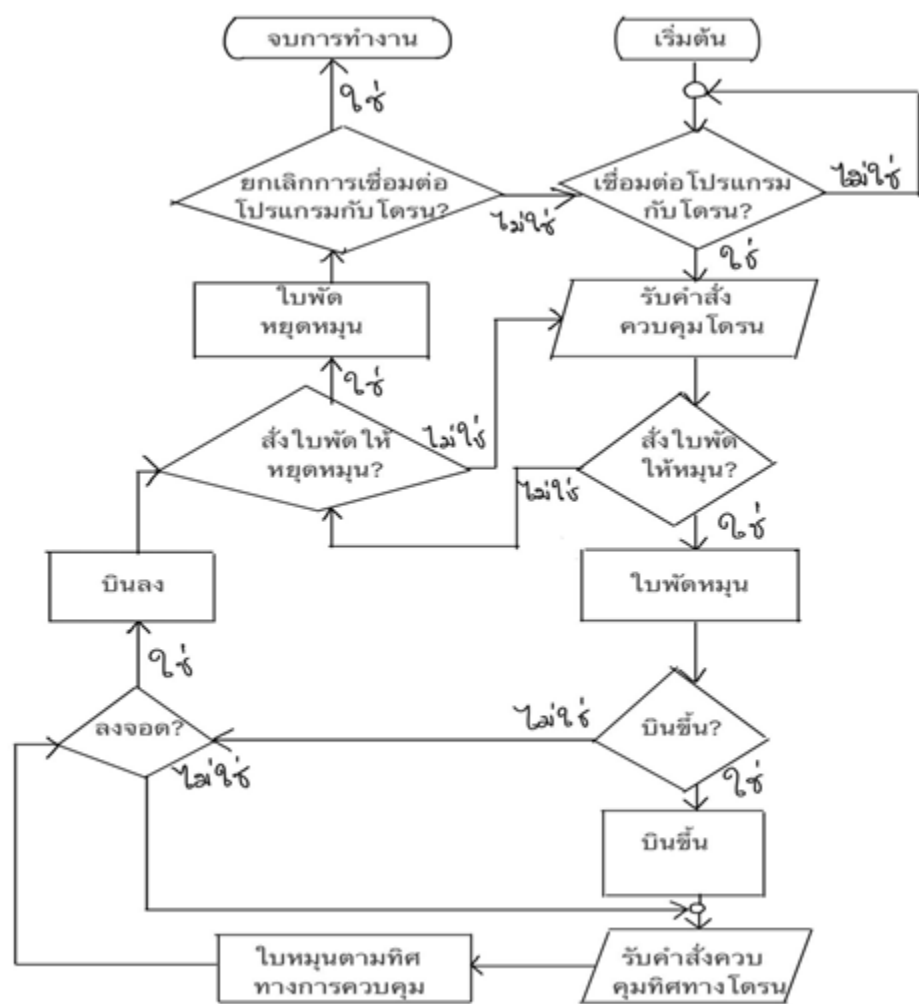 จบการทำงาน
เริ่มต้น
ใช่
ยกเลิกการเชื่อมต่อ
โปรแกรมกับโดรน?
ไม่ใช่
เชื่อมต่อโปรแกรม
กับโดรน?
ไม่ใช่
ใช่
ใบพัด
หยุดหมุน
รับคำสั่ง
ควบคุมโดรน
ใช่
สั่งใบพัดให้
หยุดหมุน?
ไม่ใช่
สั่งใบพัด
ให้หมุน?
ไม่ใช่
ใช่
บินลง
ใบพัดหมุน
ใช่
ลงจอด?
ไม่ใช่
ไม่ใช่
บินขึ้น?
ใช่
บินขึ้น
ใบหมุนตามทิศ
ทางการควบคุม
รับคำสั่งควบ
คุมทิศทางโดรน